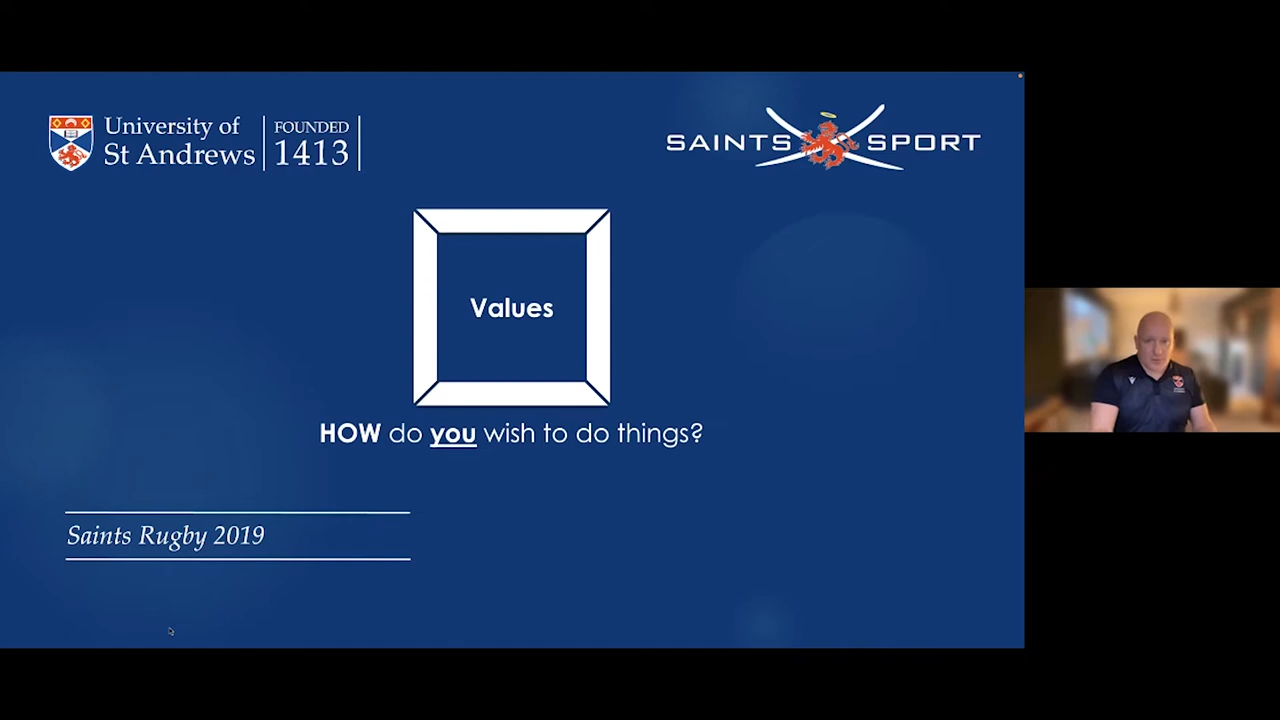 University of
St Andrews
FOUNDED
1413
SAINTS SPORT
Values
HOW do you wish to do things?
Saints Rugby 2019